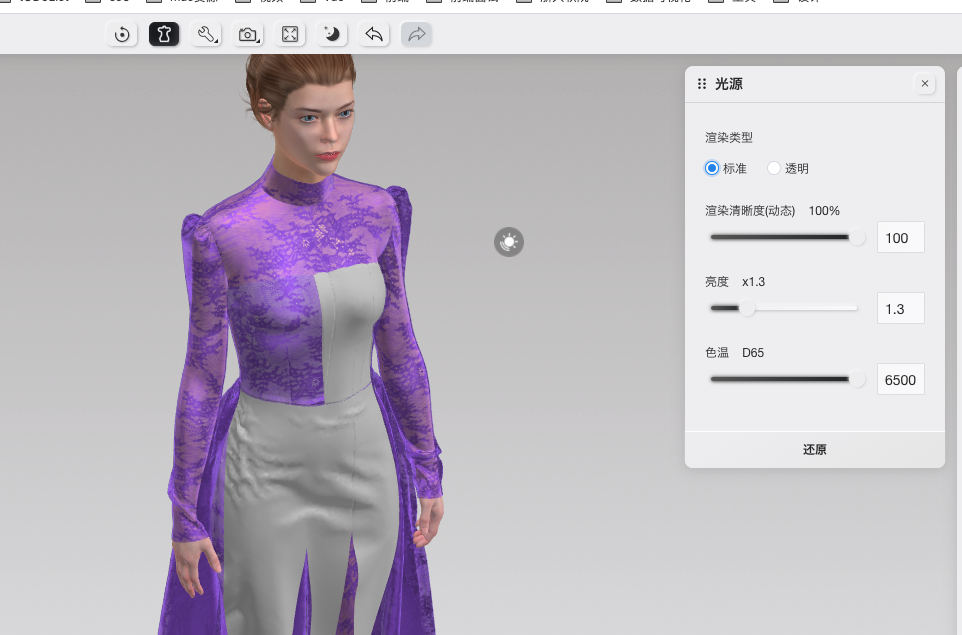 光源
渲染类型
标准 透明
渲染清晰度(动态) 100%
100
亮度 x1.3
1.3
色温 D65
6500
还原